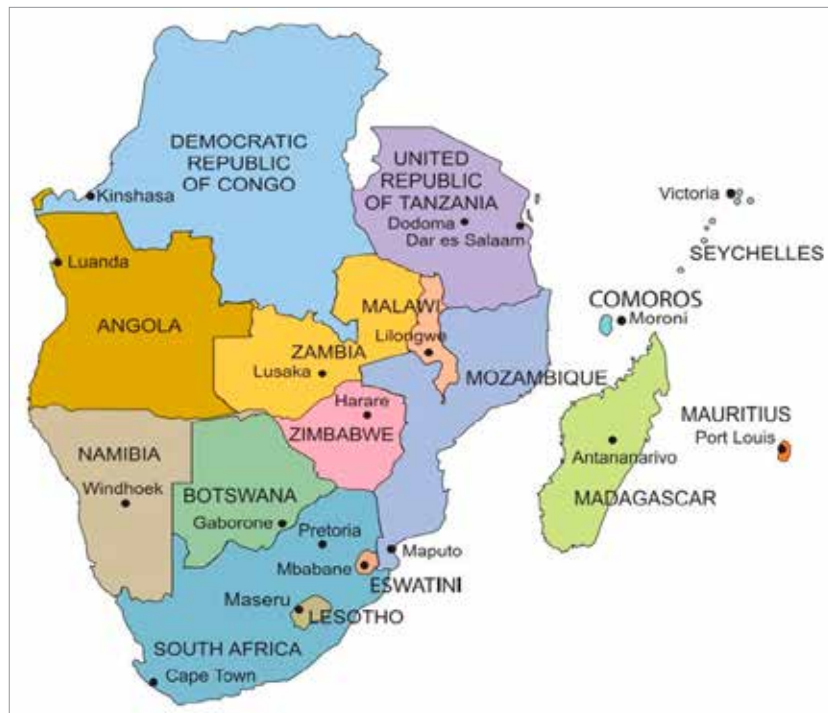 DEMOCRATIC
REPUBLIC
OF CONGO
Kinshasa
UNITED
REPUBLIC
OF TANZANIA
Dodoma
Dar es Salaam
Victoria
SEYCHELLES
Luanda
ANGOLA
MALAWI
Lilongwe
COMOROS
Moroni
ZAMBIA
Lusaka
MOZAMBIQUE
Harare
ZIMBABWE
MAURITIUS
Port Louis
NAMIBIA
Windhoek
Antananarivo
MADAGASCAR
BOTSWANA
Gaborone
Pretoria
Maputo
Mbabane
ESWATINI
Maseru
LESOTHO
SOUTH AFRICA
Cape Town